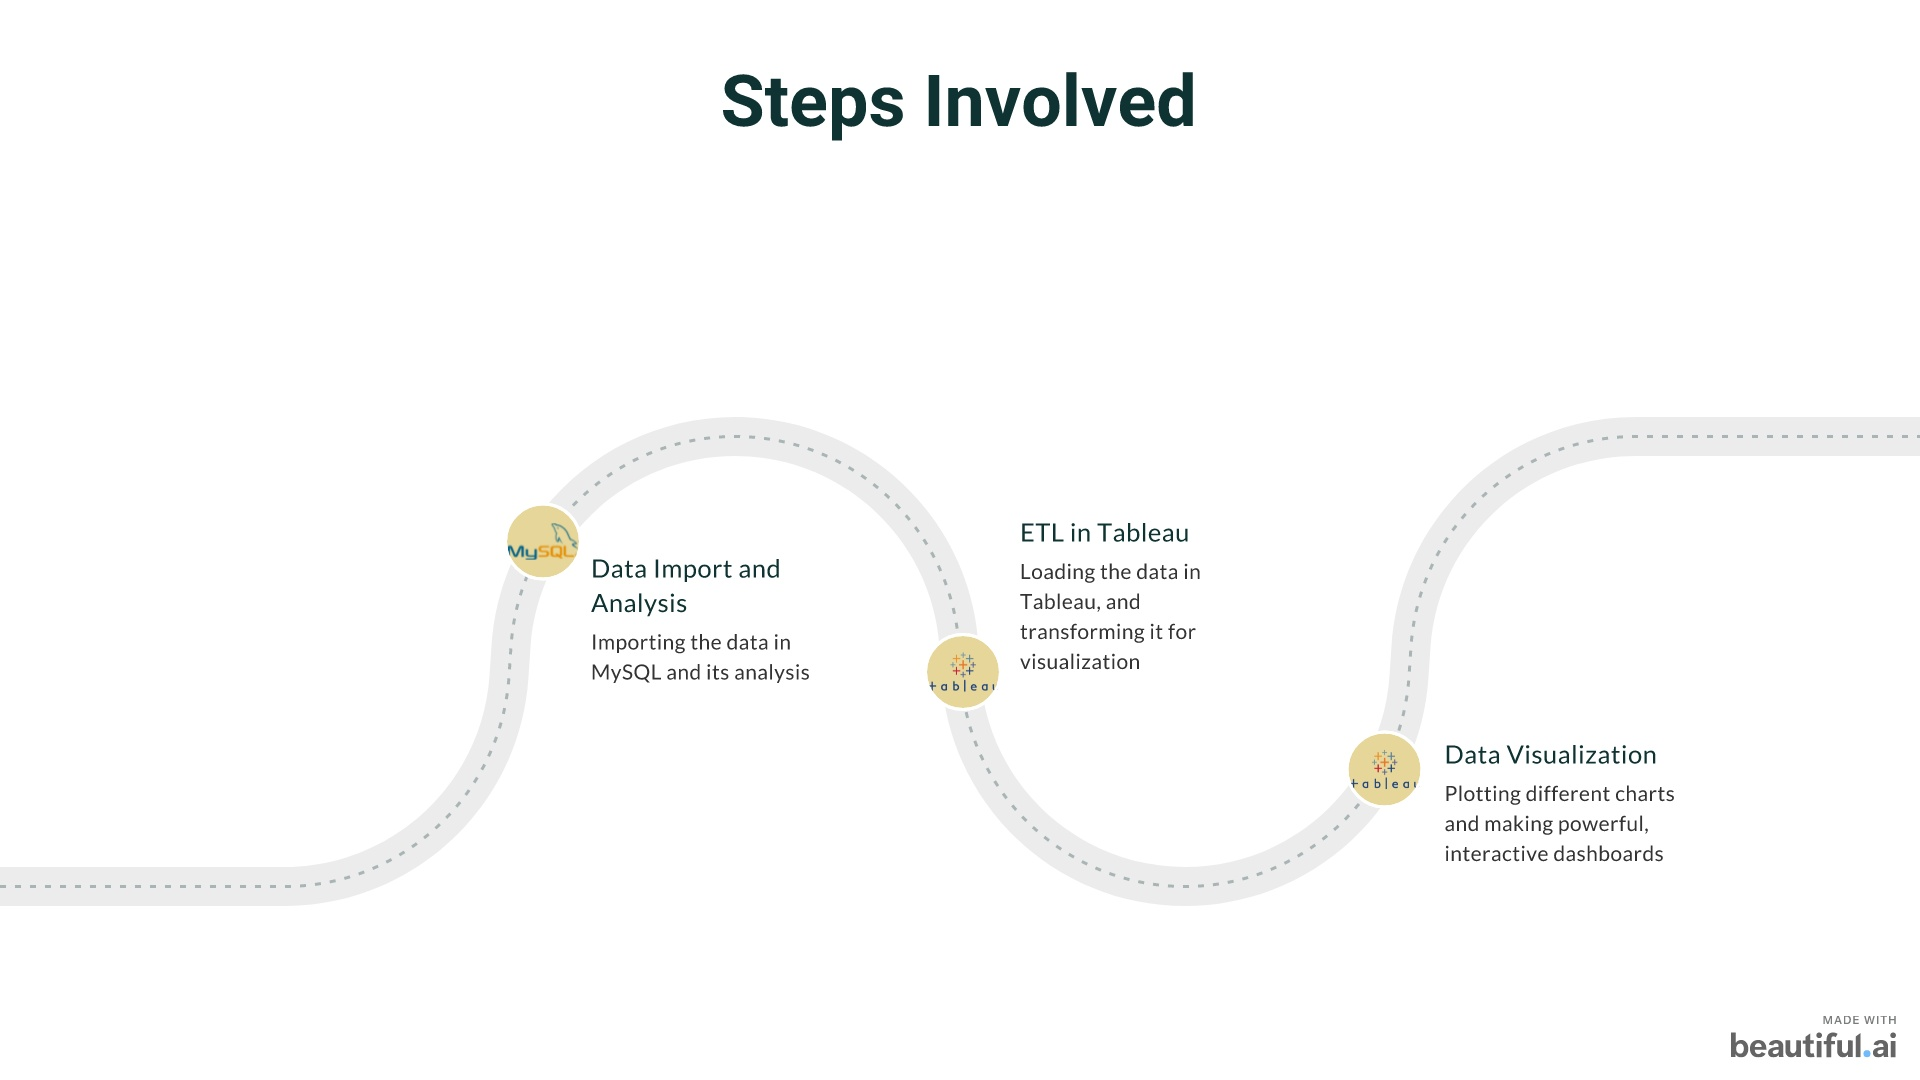 Steps Involved
MySQL
Data Import and
Analysis
Importing the data in
MySQL and its analysis
ETL in Tableau
Loading the data in
Tableau, and
transforming it for
visualization
tableau
tableau
Data Visualization
Plotting different charts
and making powerful,
interactive dashboards
MADE WITH
beautiful.ai